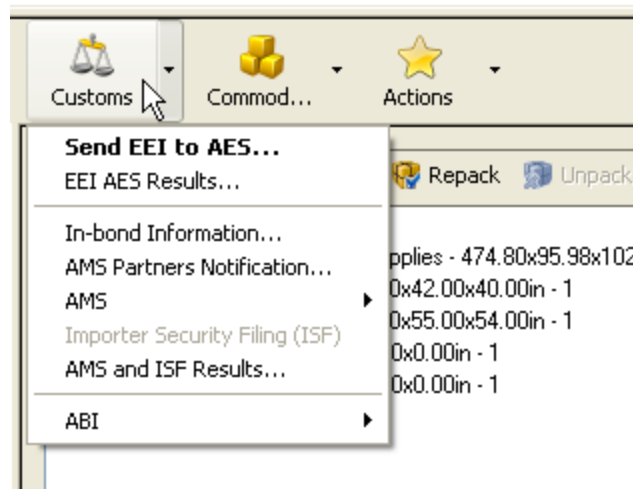 Customs Commod... Actions
Send EEI to AES...
EEI AES Results...
Repack Unpack
In-bond Information...
AMS Partners Notification...
AMS
Importer Security Filing (ISF)
AMS and ISF Results...
ABI
pplies - 474.80x95.98x102
0x42.00x40.00in - 1
0x55.00x54.00in - 1
0x0.00in - 1
0x0.00in - 1